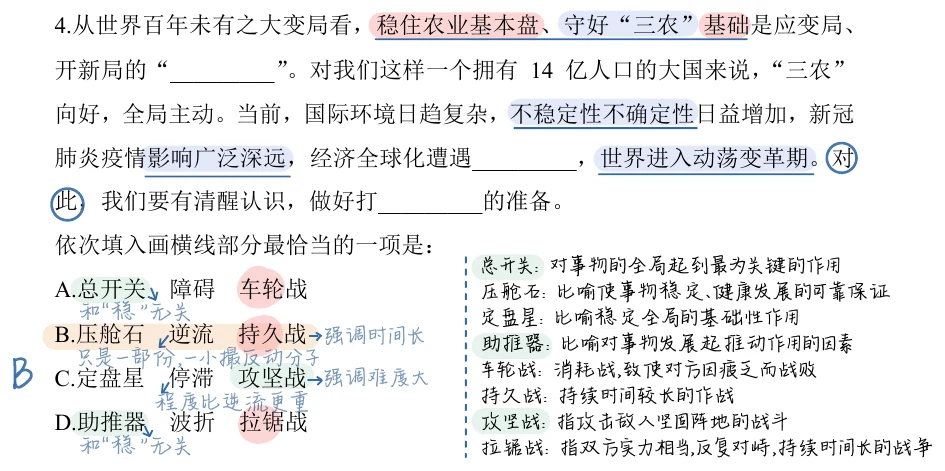 4.从世界百年未有之大变局看，稳住农业基本盘、守好“三农”基础是应变局、
开新局的“_________”。对我们这样一个拥有 14 亿人口的大国来说，“三农”
向好，全局主动。当前，国际环境日趋复杂，不稳定性不确定性日益增加，新冠
肺炎疫情影响广泛深远，经济全球化遭遇_________，世界进入动荡变革期。对
此，我们要有清醒认识，做好打_________的准备。
依次填入画横线部分最恰当的一项是：
A.总开关 障碍 车轮战
和“稳”无关
B.压舱石 逆流 持久战→强调时间长
只是一部份，一小撮反动分子
B
C.定盘星 停滞 攻坚战→强调难度大
程度比逆流更重
D.助推器 波折 拉锯战
和“稳”无关
总开关：对事物的全局起到最为关键的作用
压舱石：比喻使事物稳定、健康发展的可靠保证
定盘星：比喻稳定全局的基础性作用
助推器：比喻对事物发展起推动作用的因素
车轮战：消耗战，致使对方因疲乏而战败
持久战：持续时间较长的作战
攻坚战：指攻击敌人坚固阵地的战斗
拉锯战：指双方实力相当，反复对峙，持续时间长的战争